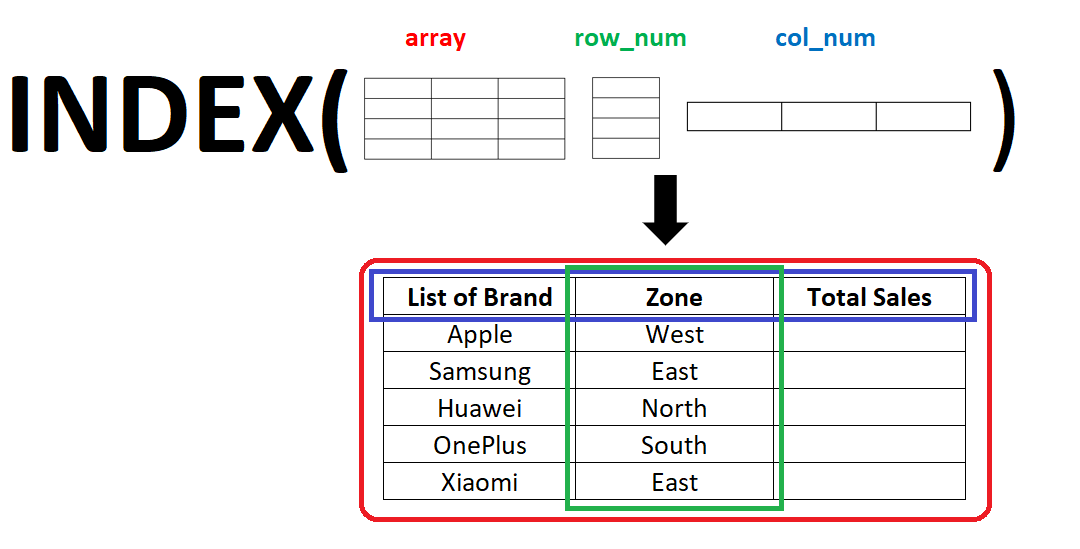 array row_num col_num
INDEX( )
List of Brand Zone Total Sales
Apple West
Samsung East
Huawei North
OnePlus South
Xiaomi East